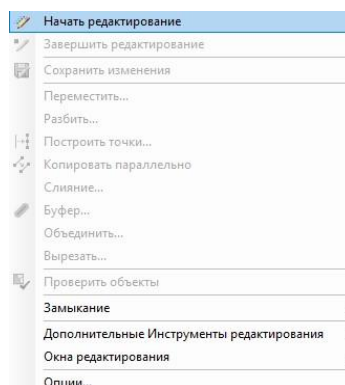 Начать редактирование
Завершить редактирование
Сохранить изменения
Переместить...
Разбить...
Построить точки...
Копировать параллельно
Слияние...
Буфер...
Объединить...
Вырезать...
Проверить объекты
Замыкание
Дополнительные Инструменты редактирования
Окна редактирования
Опции...